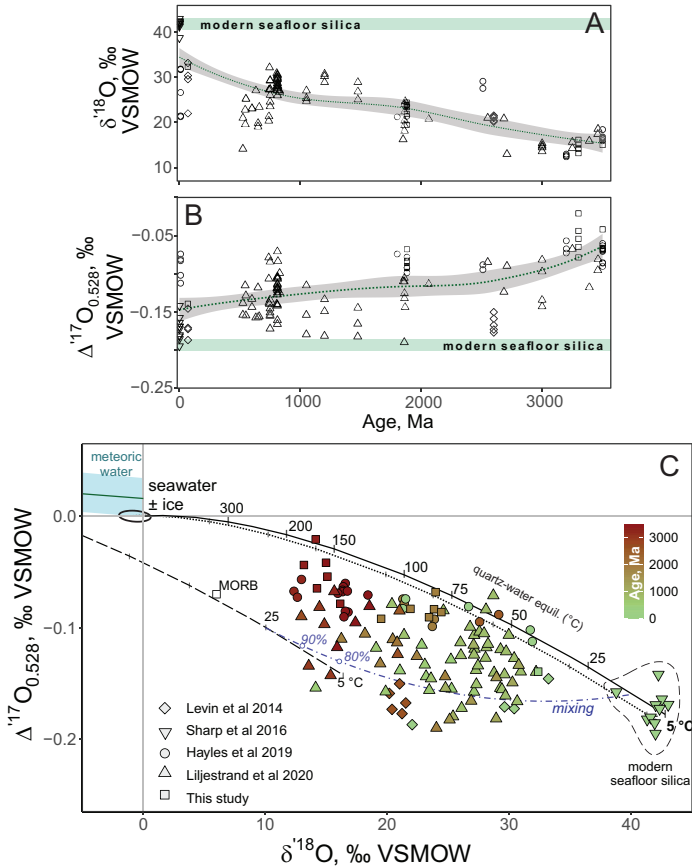 A
modern seafloor silica
40
30
20
10
δ'18O, ‰
VSMOW
B
−0.05
−0.15
−0.25
Δ'17O0.528, ‰
VSMOW
modern seafloor silica
0 1000 2000 3000
Age, Ma
C
meteoric
water
seawater
± ice
300
200
150
100
75
50
25
5 °C
quartz-water equil. (°C)
Age, Ma
3000
2000
1000
0
MORB
25
90%
80%
5 °C
mixing
modern
seafloor silica
Levin et al 2014
Sharp et al 2016
Hayles et al 2019
Liljestrand et al 2020
This study
0.0
−0.1
−0.2
Δ'17O0.528, ‰ VSMOW
0 10 20 30 40
δ'18O, ‰ VSMOW